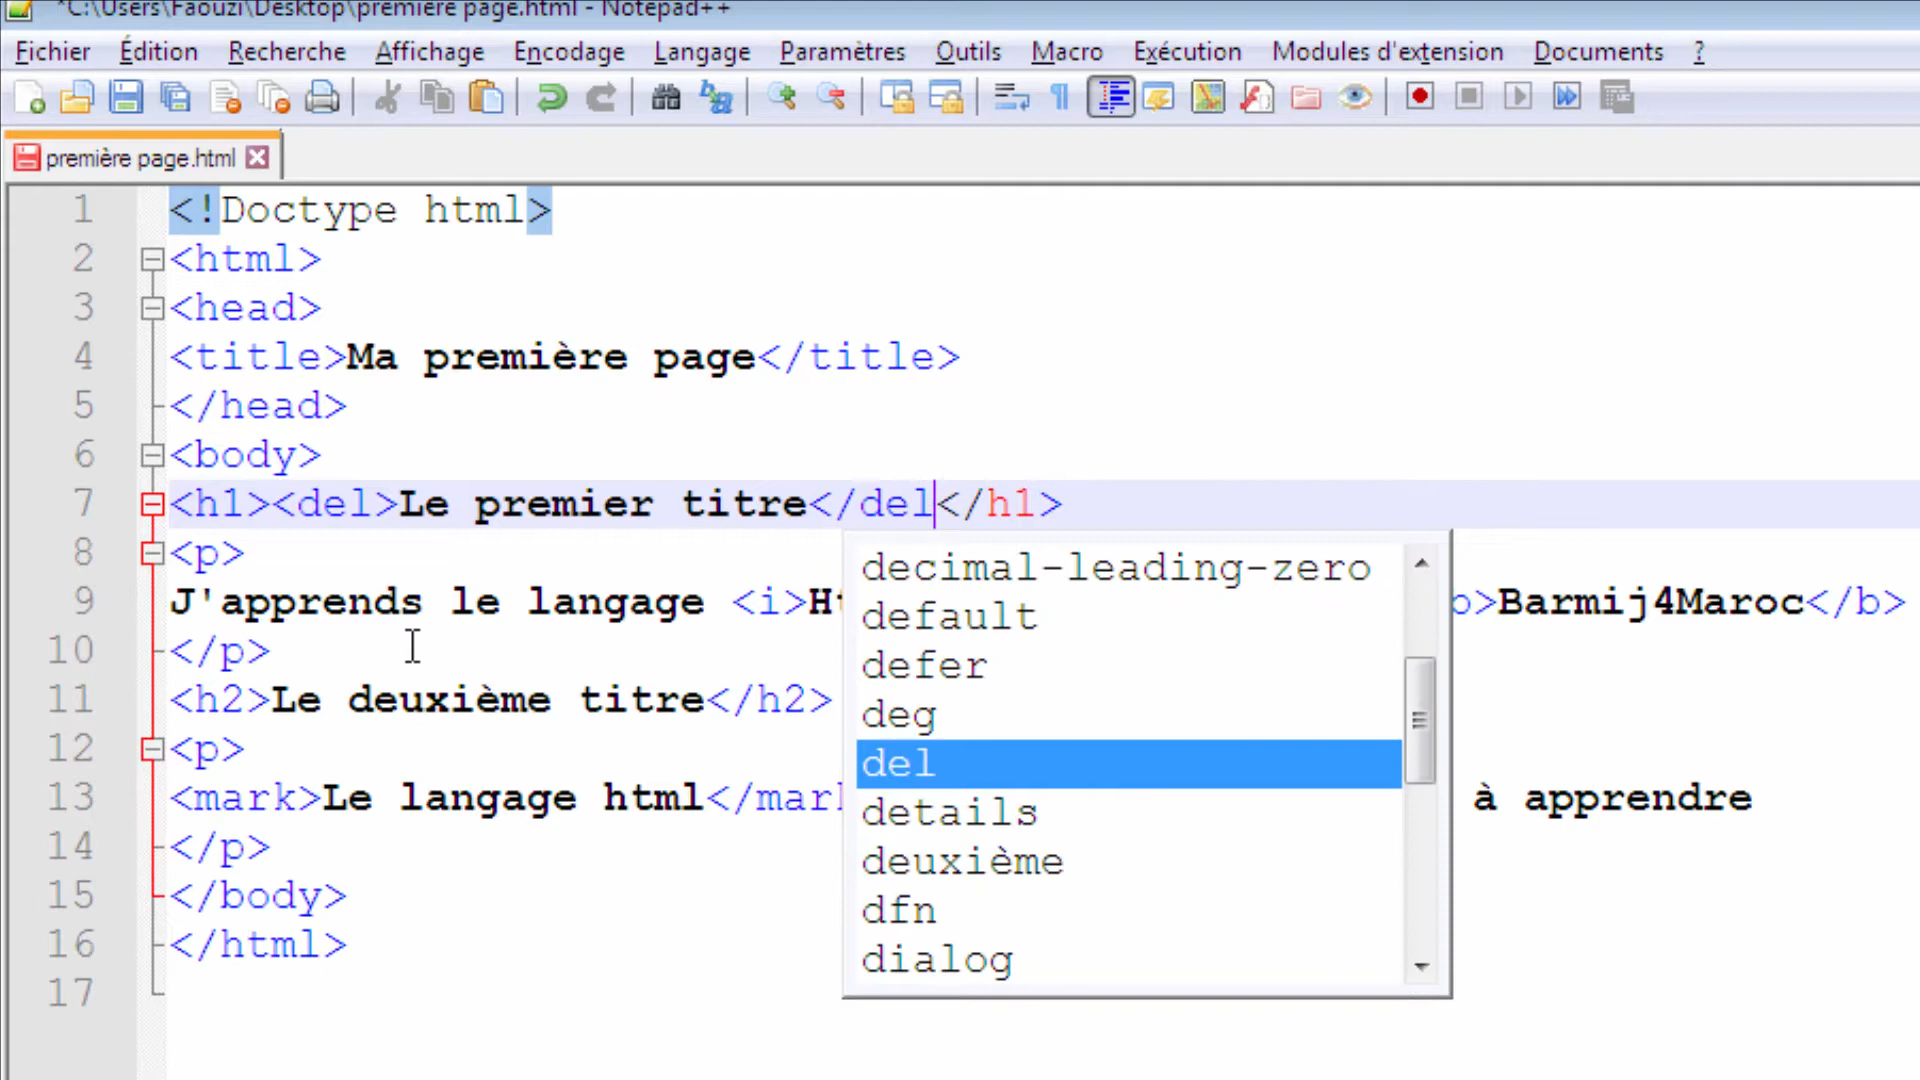 *C:\Users\Faouzi\Desktop\première page.html - Notepad++
Fichier Édition Recherche Affichage Encodage Langage Paramètres Outils Macro Exécution Modules d'extension Documents ?
première page.html
1 <!Doctype html>
2 <html>
3 <head>
4 <title>Ma première page</title>
5 </head>
6 <body>
7 <h1><del>Le premier titre</del</h1>
8 <p>
9 J'apprends le langage <i>H >Barmij4Maroc</b>
10 </p>
11 <h2>Le deuxième titre</h2>
12 <p>
13 <mark>Le langage html</mar à apprendre
14 </p>
15 </body>
16 </html>
17
decimal-leading-zero
default
defer
deg
del
details
deuxième
dfn
dialog